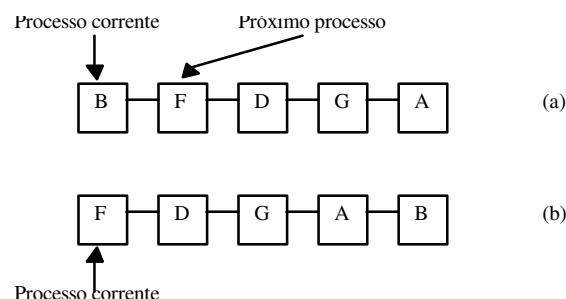 Processo corrente Próximo processo
B F D G A (a)
F D G A B (b)
Processo corrente